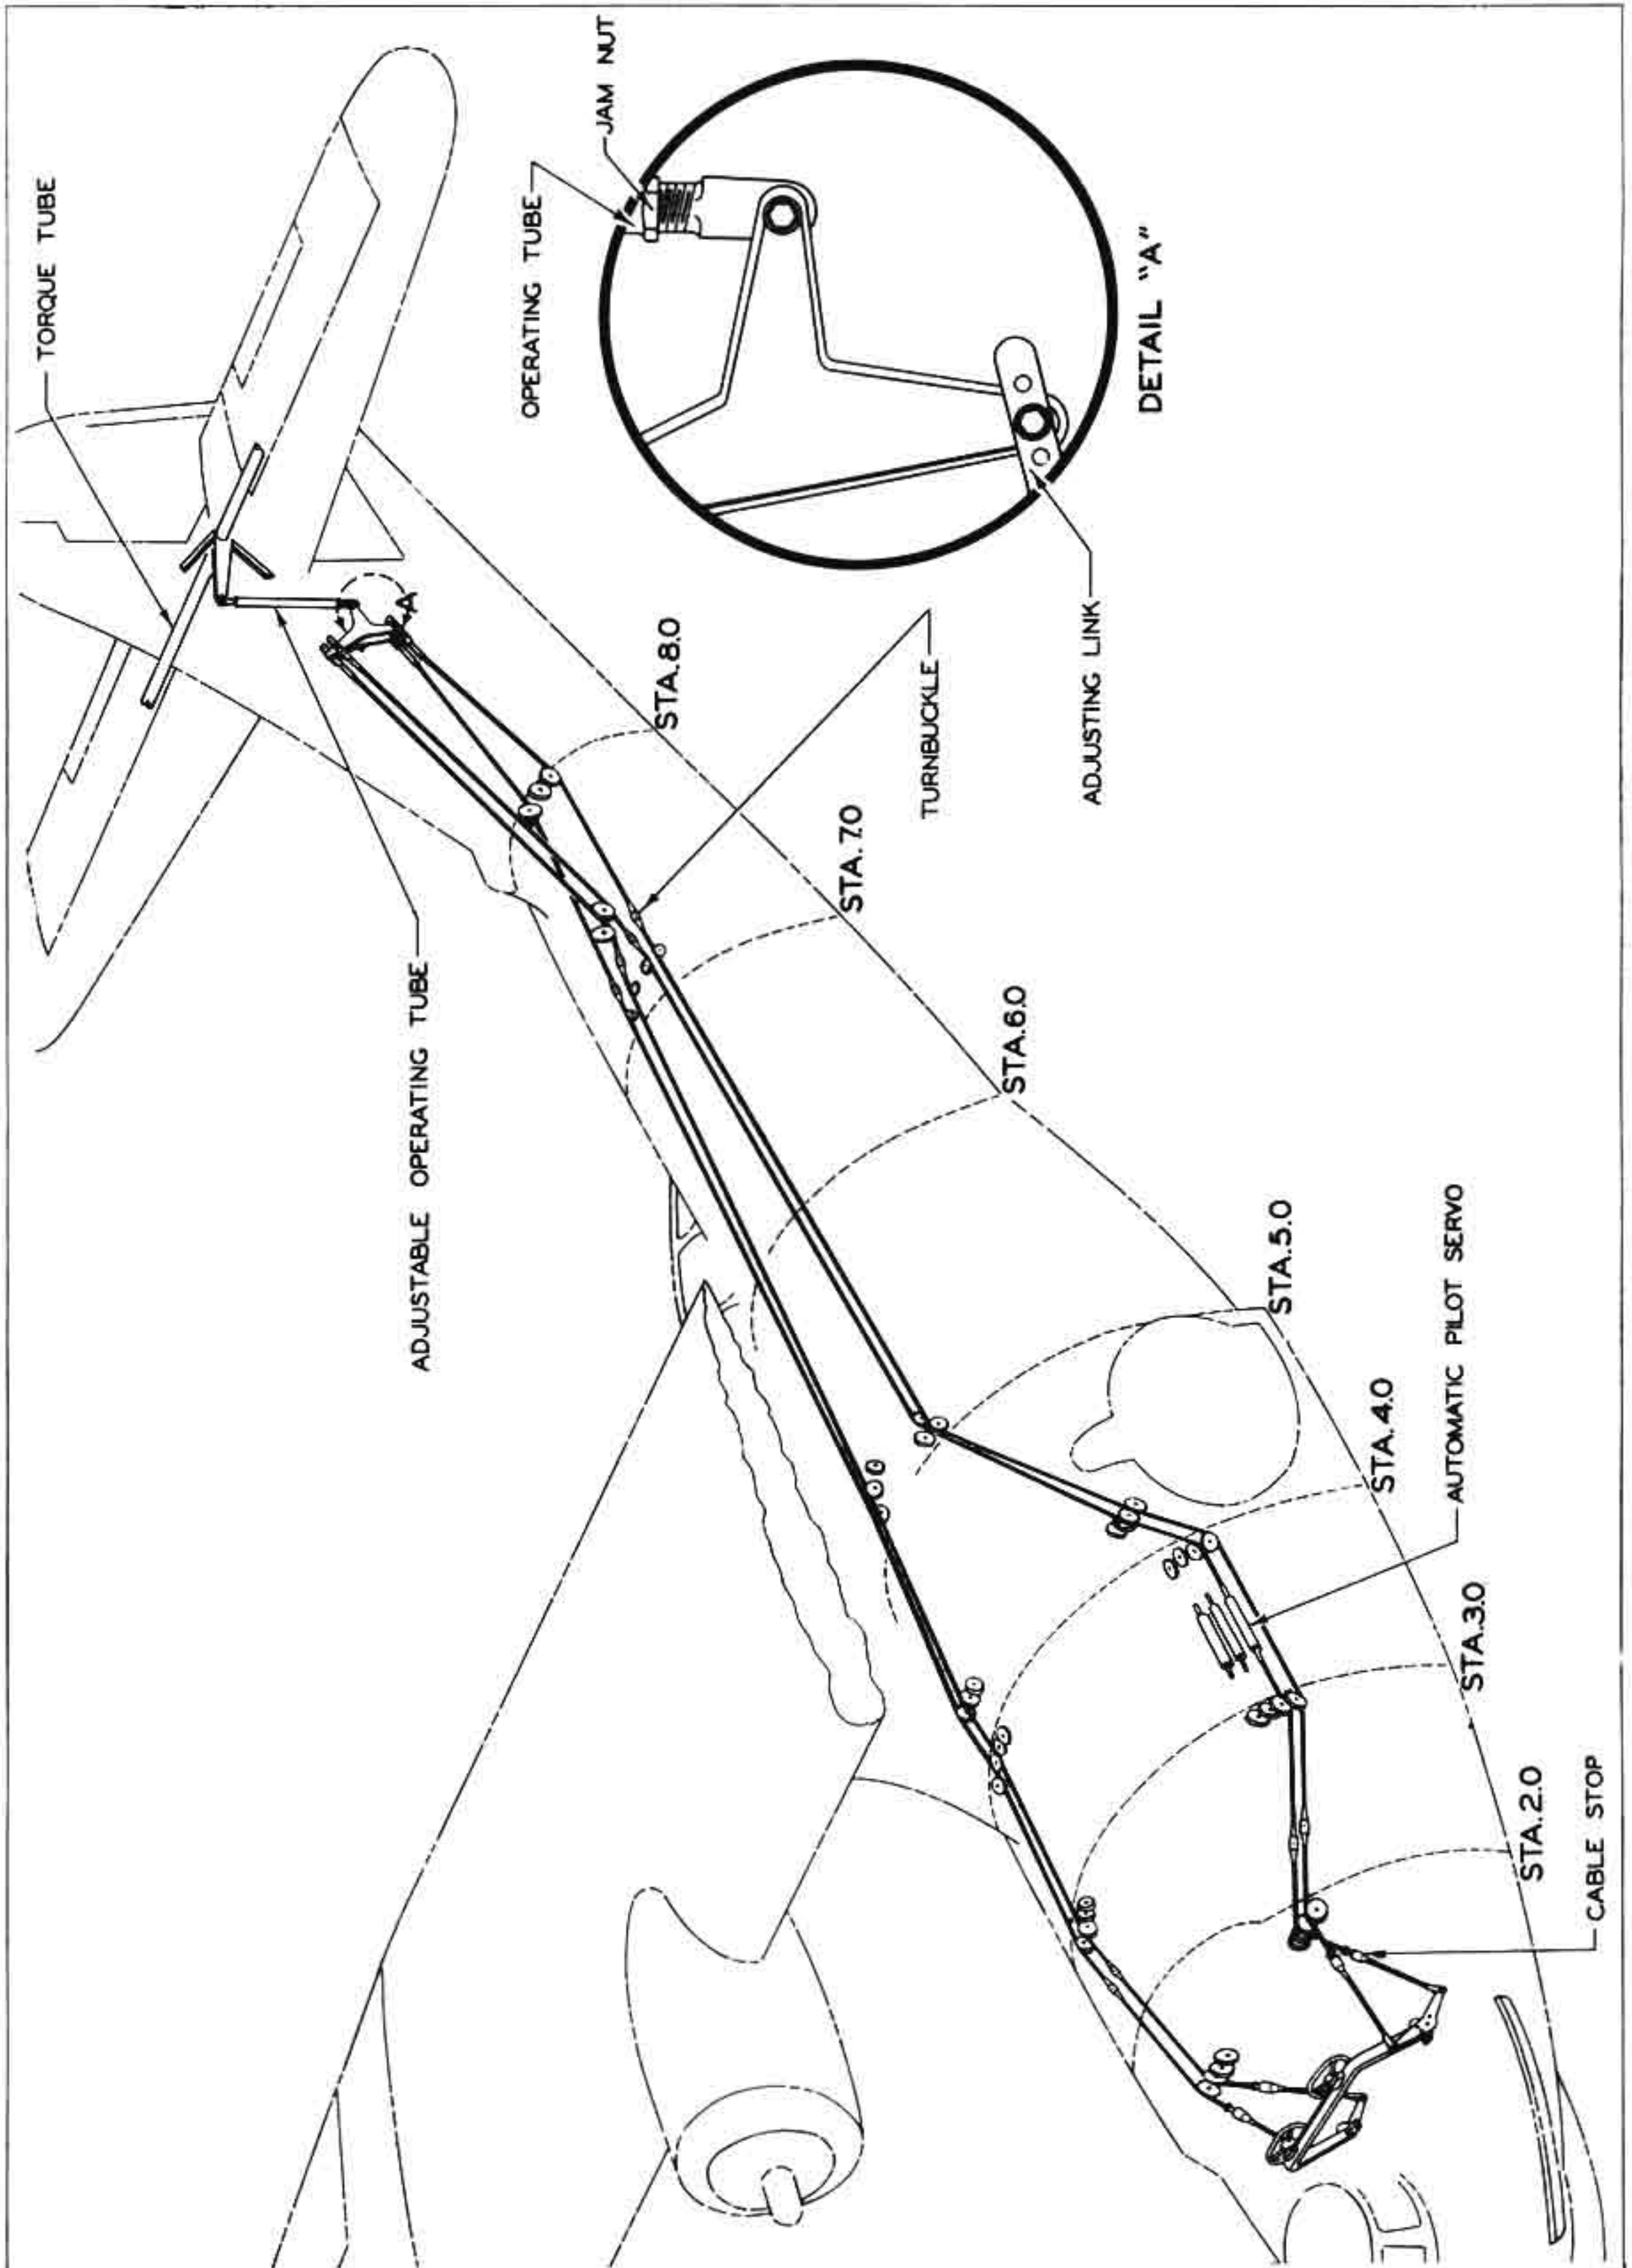 TORQUE TUBE
JAM NUT
OPERATING TUBE
DETAIL "A"
ADJUSTING LINK
TURNBUCKLE
A
ADJUSTABLE OPERATING TUBE
STA.8.0
STA.7.0
STA.6.0
STA.5.0
STA.4.0
AUTOMATIC PILOT SERVO
STA.3.0
STA.2.0
CABLE STOP